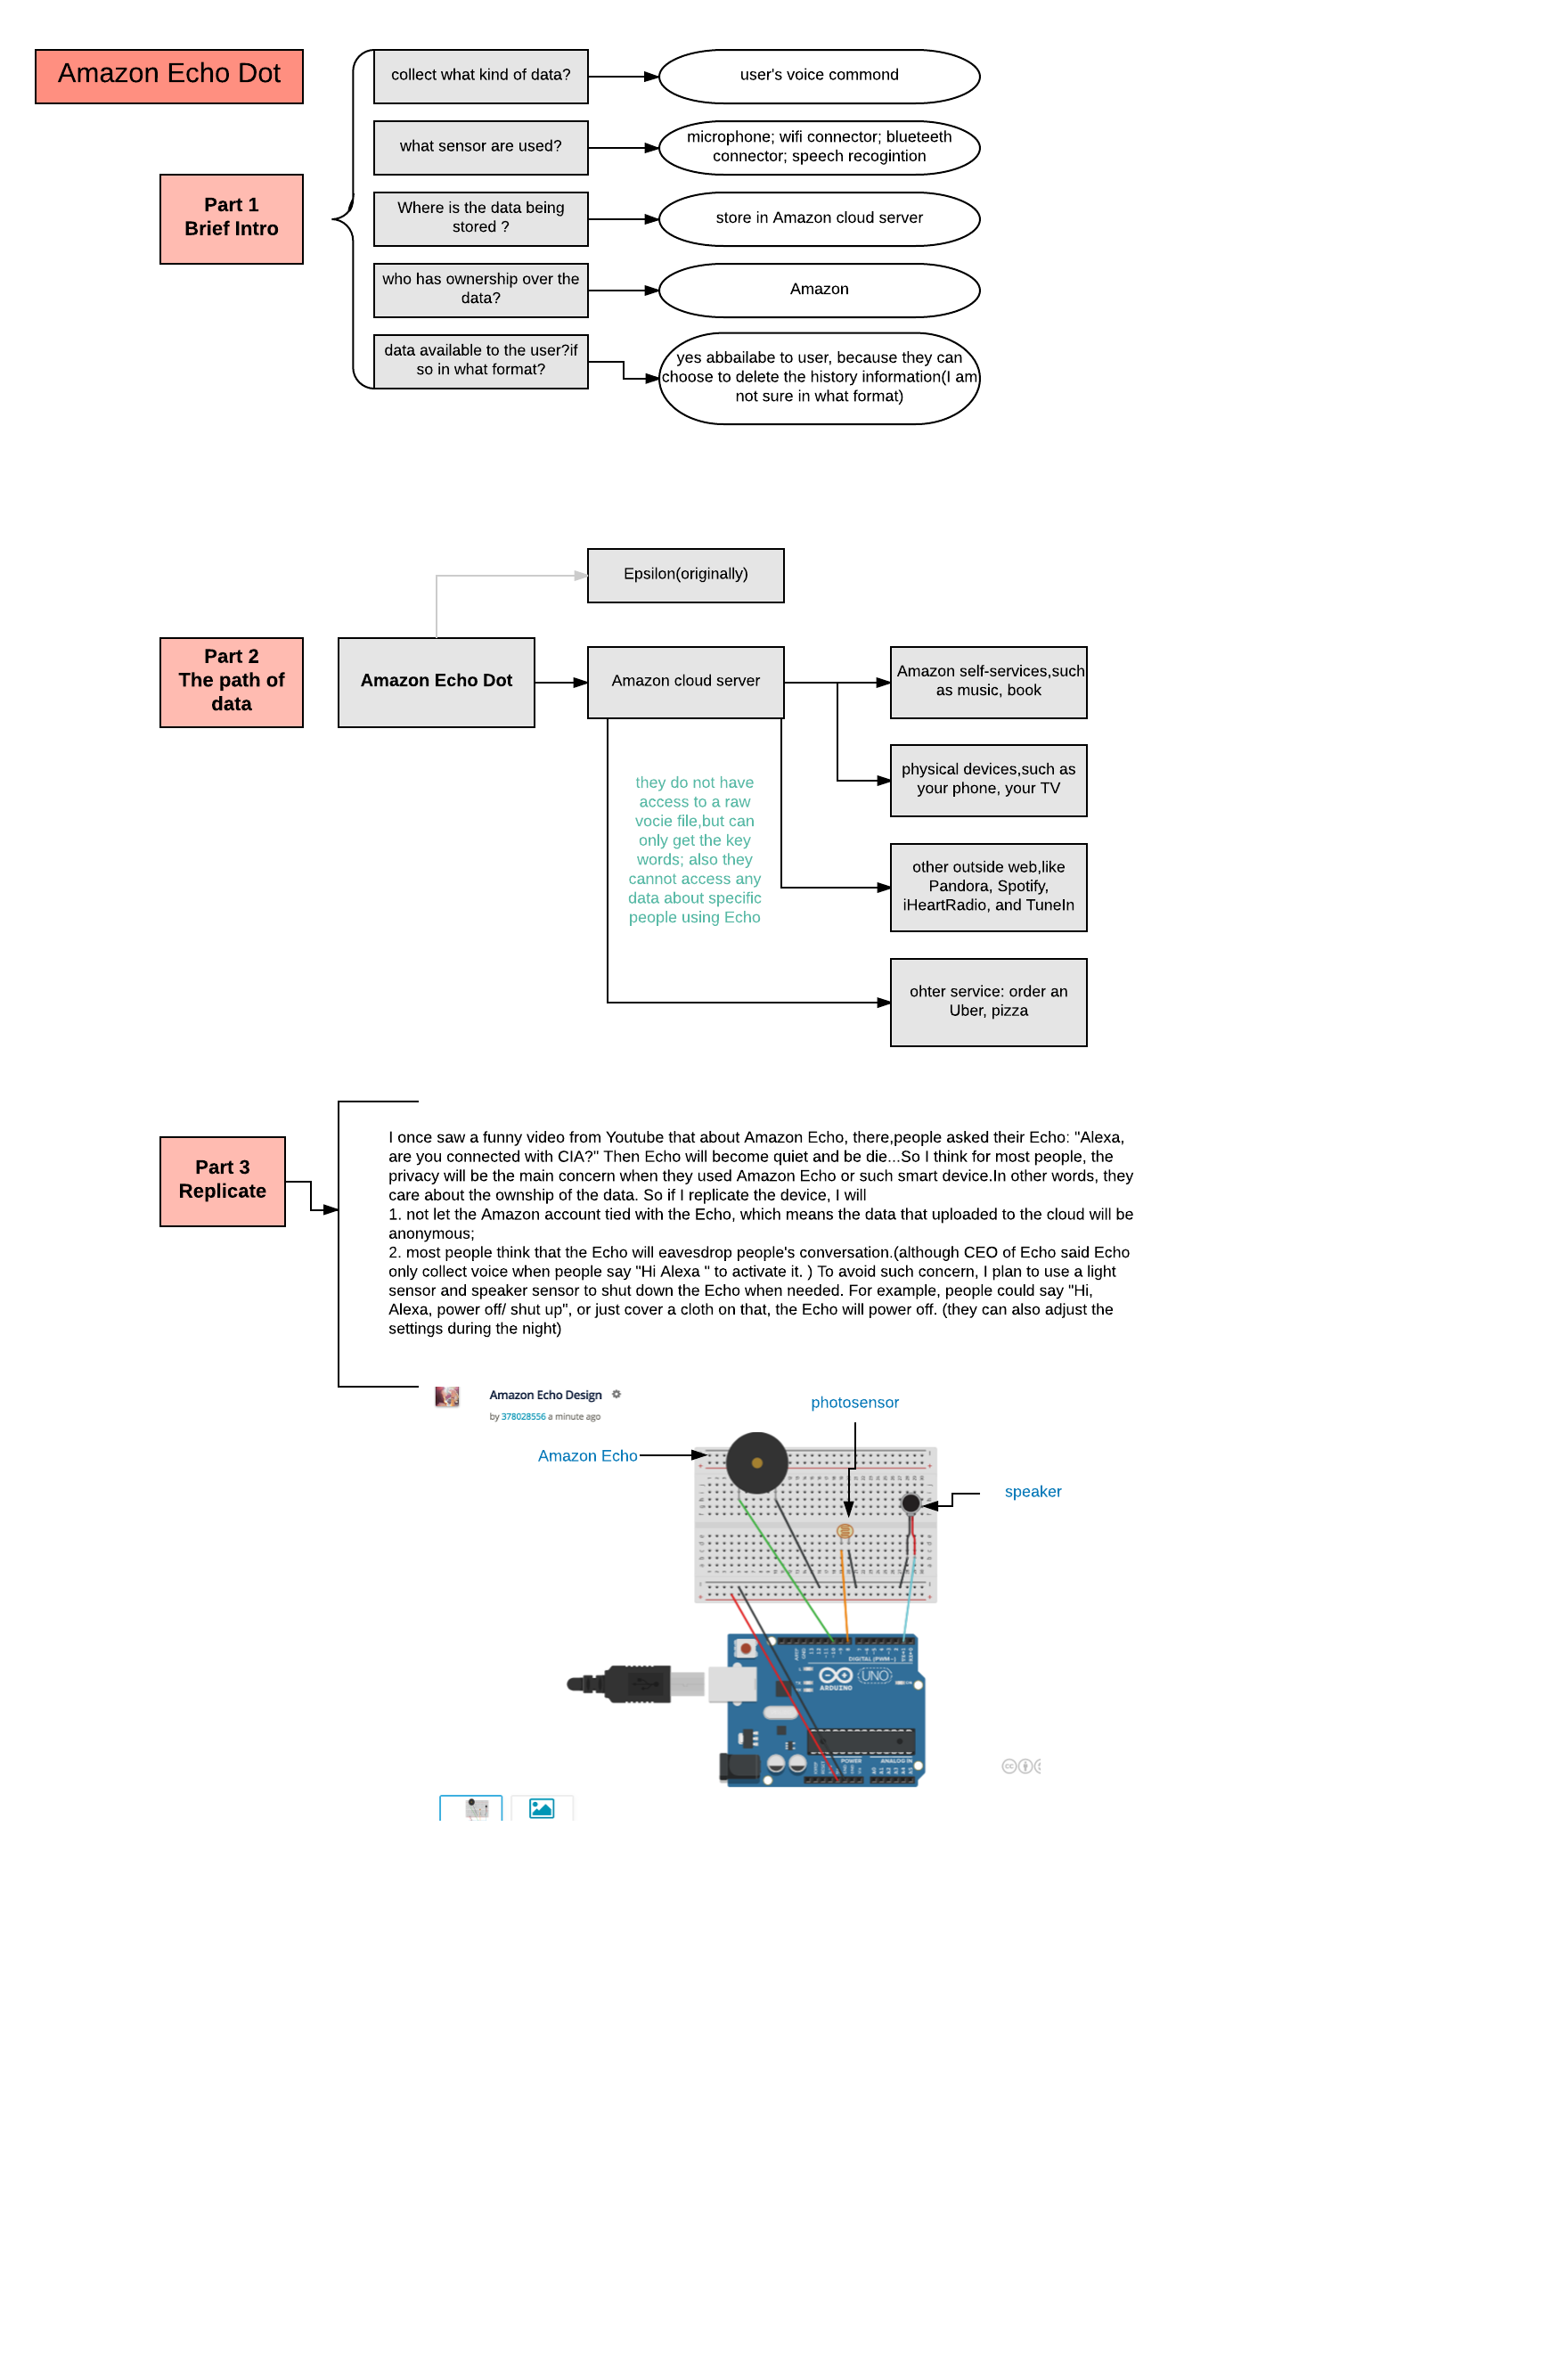 Amazon Echo Dot
Part 1
Brief Intro
collect what kind of data?
user's voice commond
what sensor are used?
microphone; wifi connector; blueteeth
connector; speech recogintion
Where is the data being
stored ?
store in Amazon cloud server
who has ownership over the
data?
Amazon
data available to the user?if
so in what format?
yes abbailabe to user, because they can
choose to delete the history information(I am
not sure in what format)
Part 2
The path of
data
Epsilon(originally)
Amazon Echo Dot
Amazon cloud server
Amazon self-services,such
as music, book
physical devices,such as
your phone, your TV
they do not have
access to a raw
vocie file,but can
only get the key
words; also they
cannot access any
data about specific
people using Echo
other outside web,like
Pandora, Spotify,
iHeartRadio, and TuneIn
ohter service: order an
Uber, pizza
Part 3
Replicate
I once saw a funny video from Youtube that about Amazon Echo, there,people asked their Echo: "Alexa,
are you connected with CIA?" Then Echo will become quiet and be die...So I think for most people, the
privacy will be the main concern when they used Amazon Echo or such smart device.In other words, they
care about the ownship of the data. So if I replicate the device, I will
1. not let the Amazon account tied with the Echo, which means the data that uploaded to the cloud will be
anonymous;
2. most people think that the Echo will eavesdrop people's conversation.(although CEO of Echo said Echo
only collect voice when people say "Hi Alexa " to activate it. ) To avoid such concern, I plan to use a light
sensor and speaker sensor to shut down the Echo when needed. For example, people could say "Hi,
Alexa, power off/ shut up", or just cover a cloth on that, the Echo will power off. (they can also adjust the
settings during the night)
Amazon Echo Design
by 378028556 a minute ago
photosensor
Amazon Echo
speaker
DIGITAL (PWM~)
UNO
ARDUINO
POWER
ANALOG IN
cc